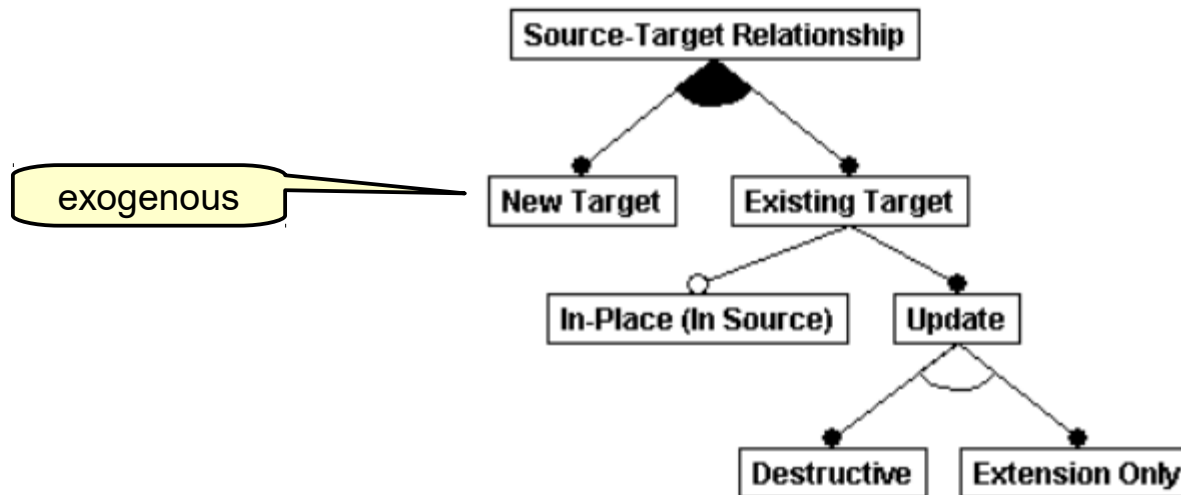 Source-Target Relationship
exogenous
New Target
Existing Target
In-Place (In Source)
Update
Destructive
Extension Only